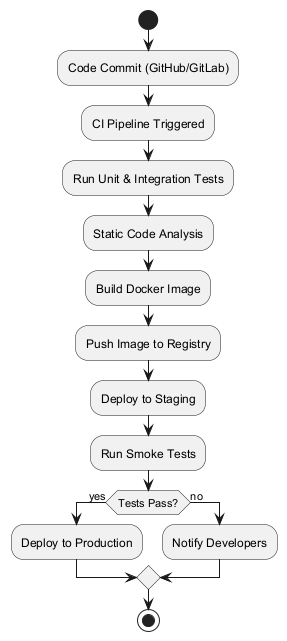 Code Commit (GitHub/GitLab)
CI Pipeline Triggered
Run Unit & Integration Tests
Static Code Analysis
Build Docker Image
Push Image to Registry
Deploy to Staging
Run Smoke Tests
yes
Tests Pass?
no
Deploy to Production
Notify Developers